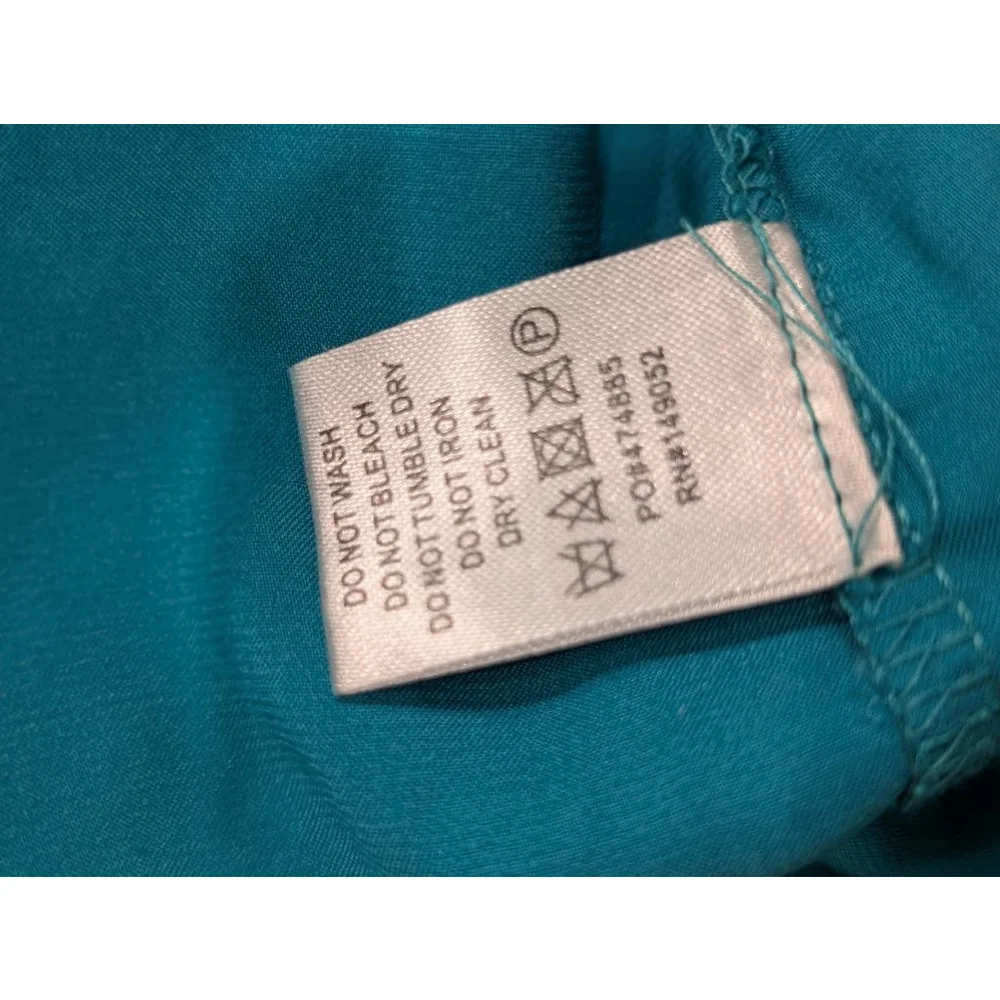 DO NOT WASH
DO NOT BLEACH
DO NOT TUMBLE DRY
DO NOT IRON
DRY CLEAN
P
PO#474885
RN#149052